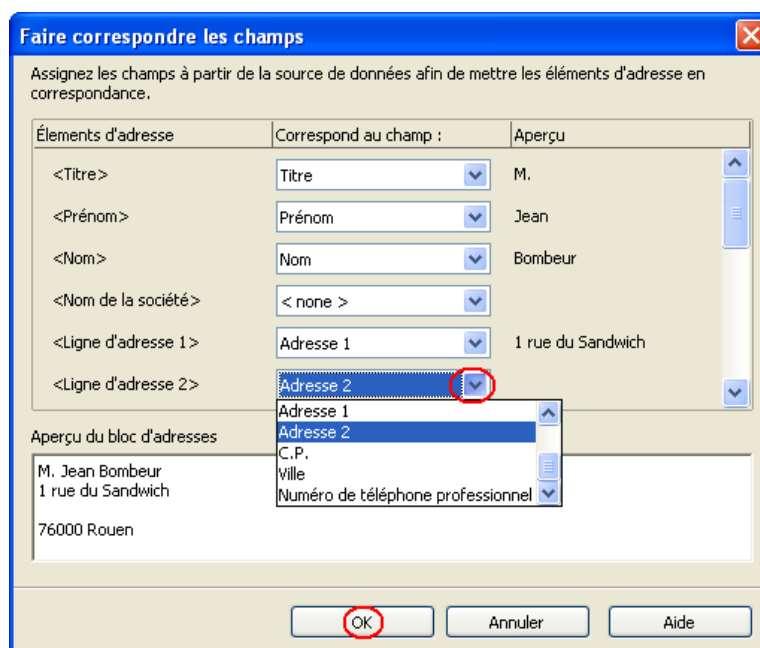 Faire correspondre les champs
Assignez les champs à partir de la source de données afin de mettre les éléments d'adresse en
correspondance.
Élements d'adresse Correspond au champ : Aperçu
<Titre> Titre M.
<Prénom> Prénom Jean
<Nom> Nom Bombeur
<Nom de la société> < none >
<Ligne d'adresse 1> Adresse 1 1 rue du Sandwich
<Ligne d'adresse 2> Adresse 2
Adresse 1
Adresse 2
C.P.
Ville
Numéro de téléphone professionnel
Aperçu du bloc d'adresses
M. Jean Bombeur
1 rue du Sandwich
76000 Rouen
OK Annuler Aide